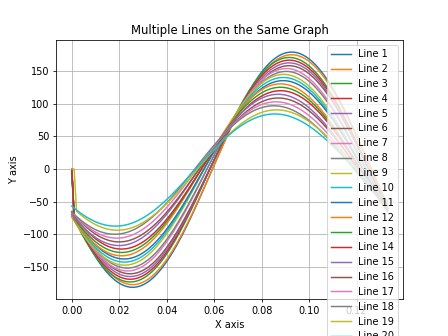 Multiple Lines on the Same Graph
Y axis
150
100
50
0
−50
−100
−150
0.00
0.02
0.04
0.06
0.08
0.10
X axis
Line 1
Line 2
Line 3
Line 4
Line 5
Line 6
Line 7
Line 8
Line 9
Line 10
Line 11
Line 12
Line 13
Line 14
Line 15
Line 16
Line 17
Line 18
Line 19
Line 20